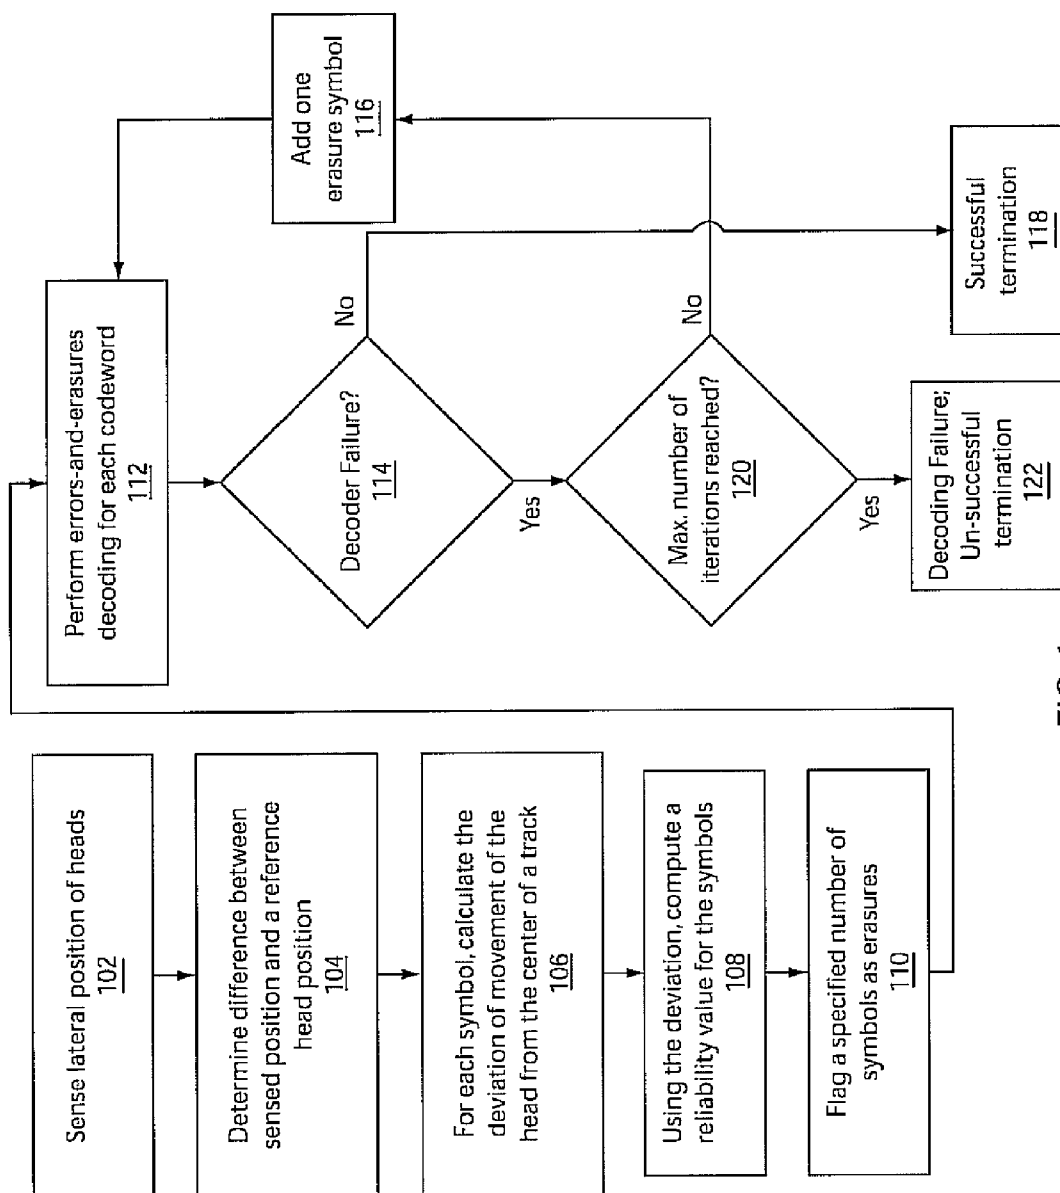 Sense lateral position of heads
102
Determine difference between
sensed position and a reference
head position
104
For each symbol, calculate the
deviation of movement of the
head from the center of a track
106
Using the deviation, compute a
reliability value for the symbols
108
Flag a specified number of
symbols as erasures
110
Perform errors-and-erasures
decoding for each codeword
112
Decoder Failure?
114
No
Yes
Add one
erasure symbol
116
Max. number of
iterations reached?
120
No
Yes
Successful
termination
118
Decoding Failure;
Un-successful
termination
122